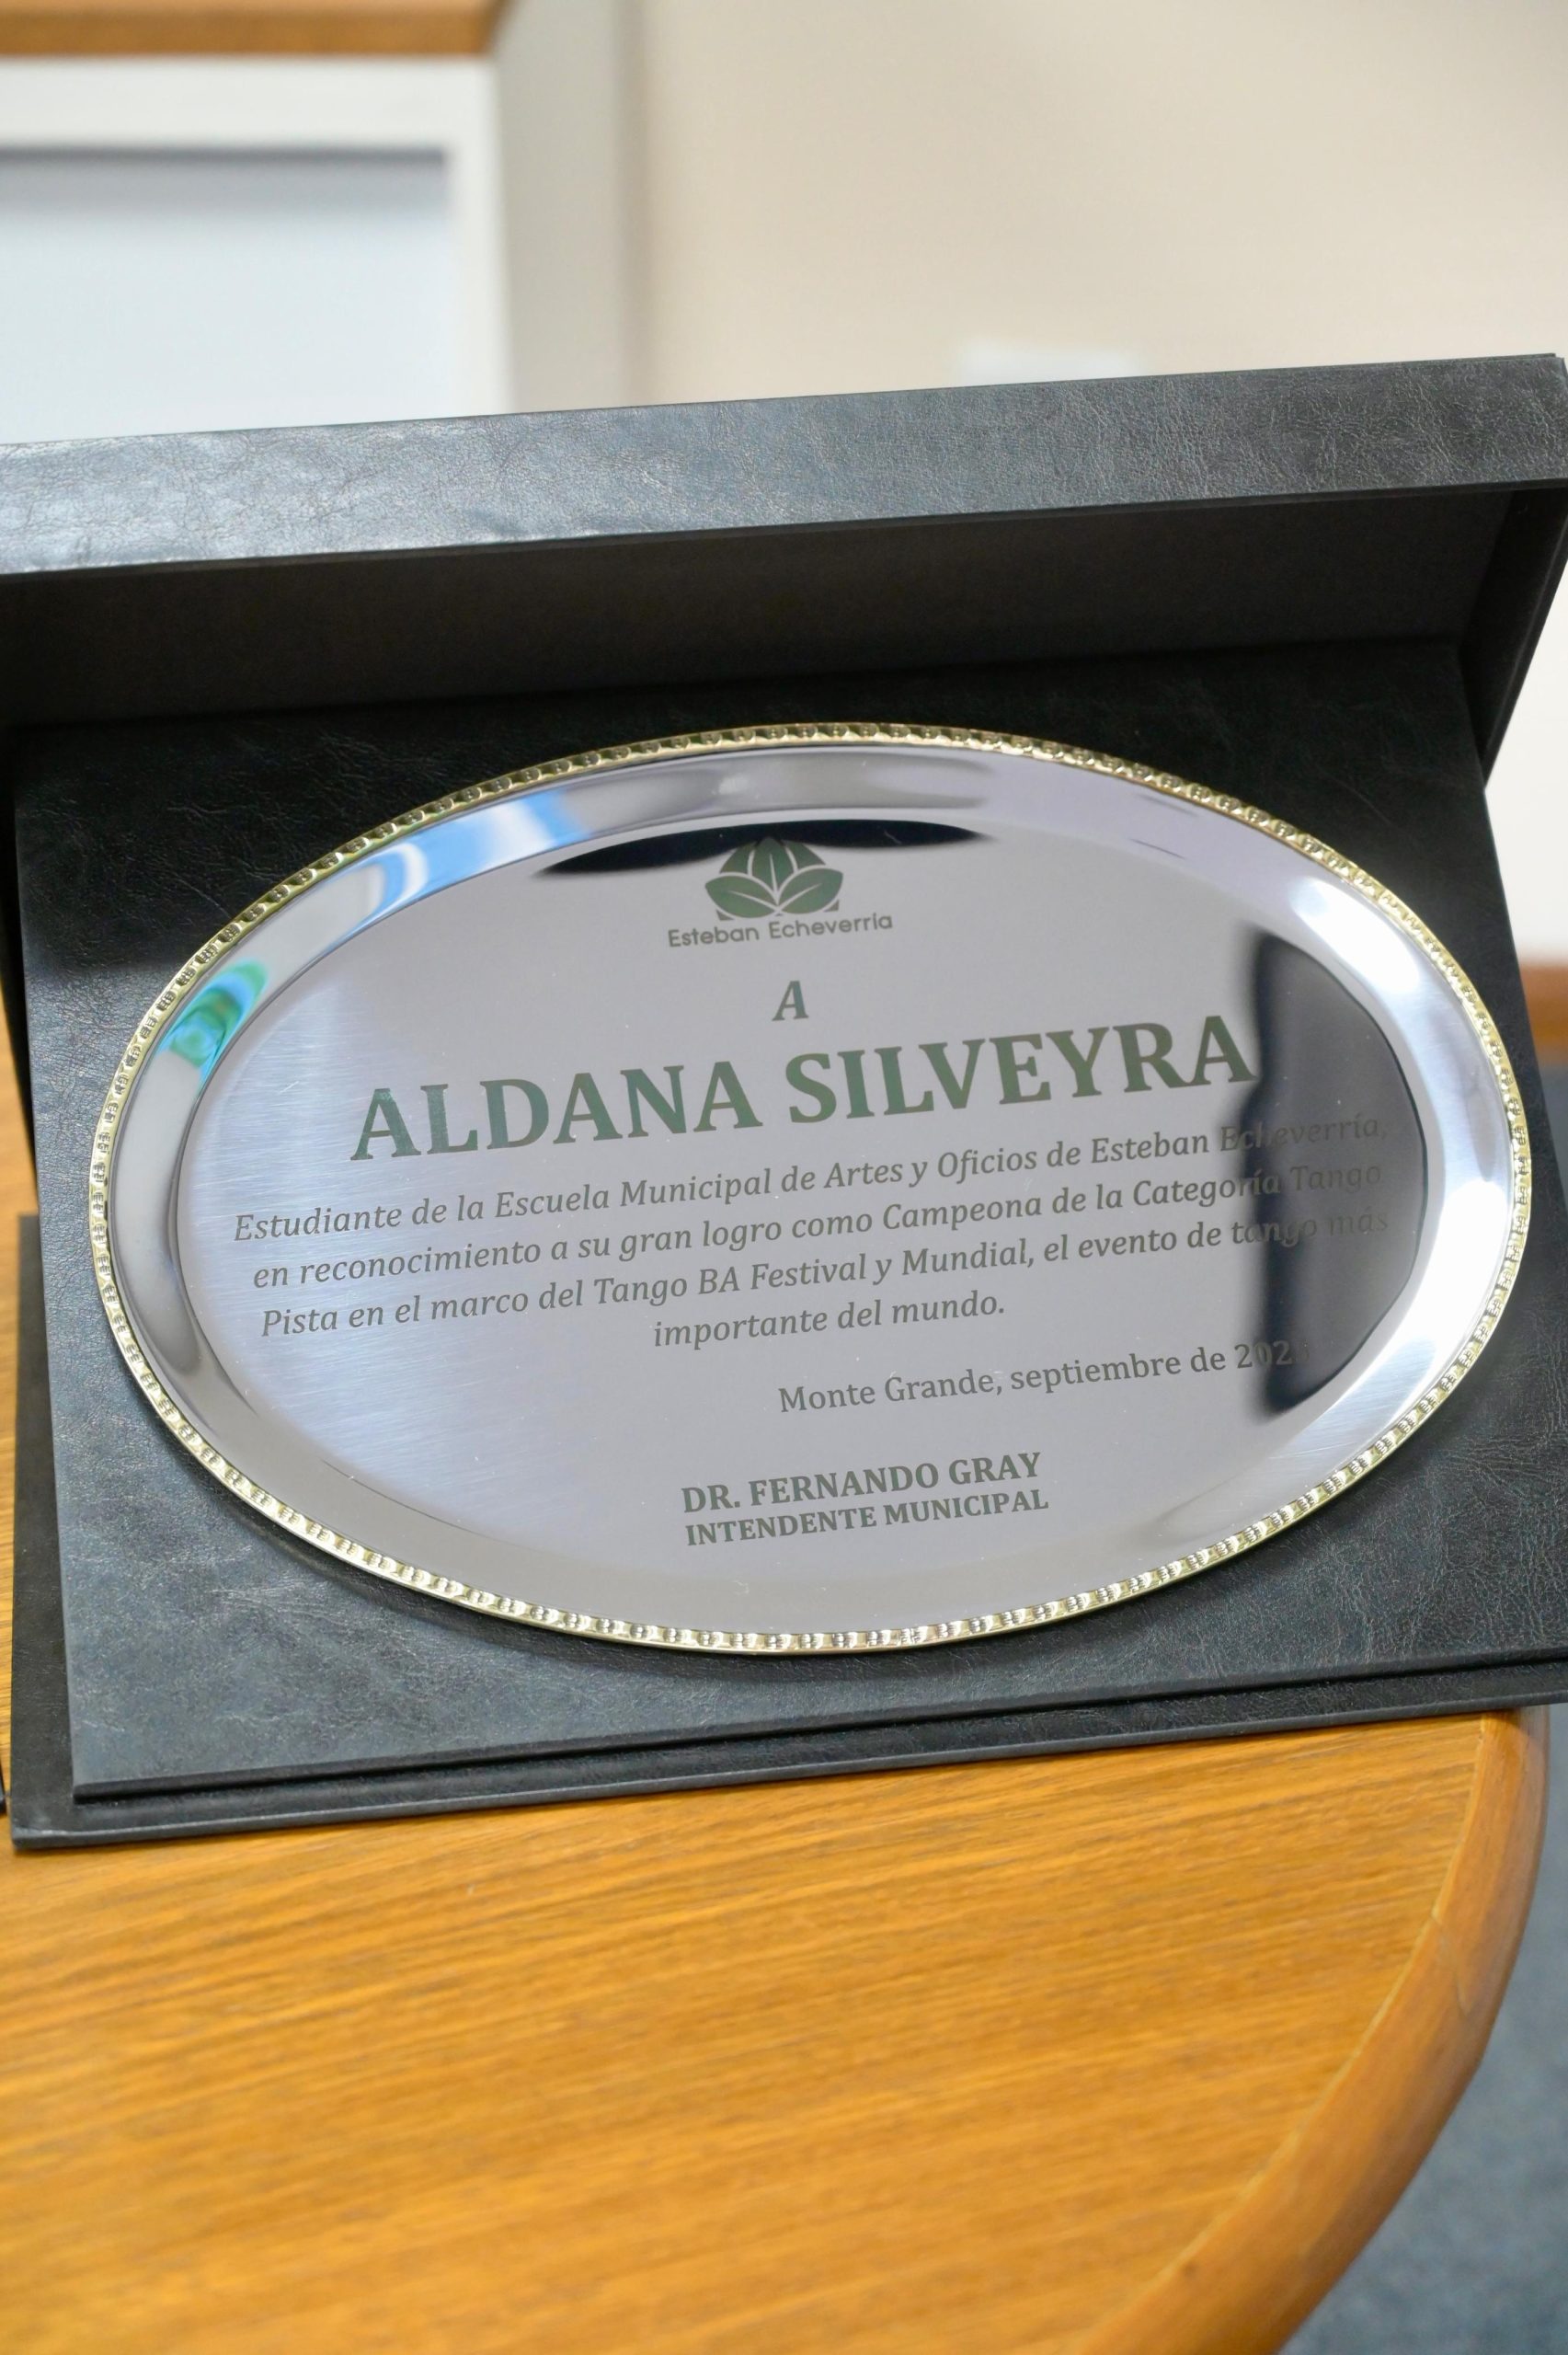 Esteban Echeverría
A
ALDANA SILVEYRA
Estudiante de la Escuela Municipal de Artes y Oficios de Esteban Echeverría,
en reconocimiento a su gran logro como Campeona de la Categoría Tango
Pista en el marco del Tango BA Festival y Mundial, el evento de tango más
importante del mundo.
Monte Grande, septiembre de
DR. FERNANDO GRAY
INTENDENTE MUNICIPAL